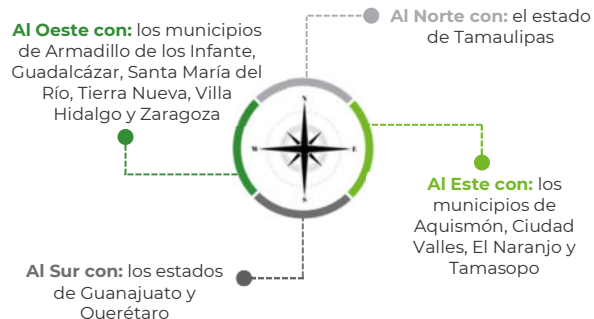 Al Norte con: el estado
de Tamaulipas
Al Oeste con: los municipios
de Armadillo de los Infante,
Guadalcázar, Santa María del
Río, Tierra Nueva, Villa
Hidalgo y Zaragoza
N
W
E
S
Al Este con: los
municipios de
Aquismón, Ciudad
Valles, El Naranjo y
Tamasopo
Al Sur con: los estados
de Guanajuato y
Querétaro